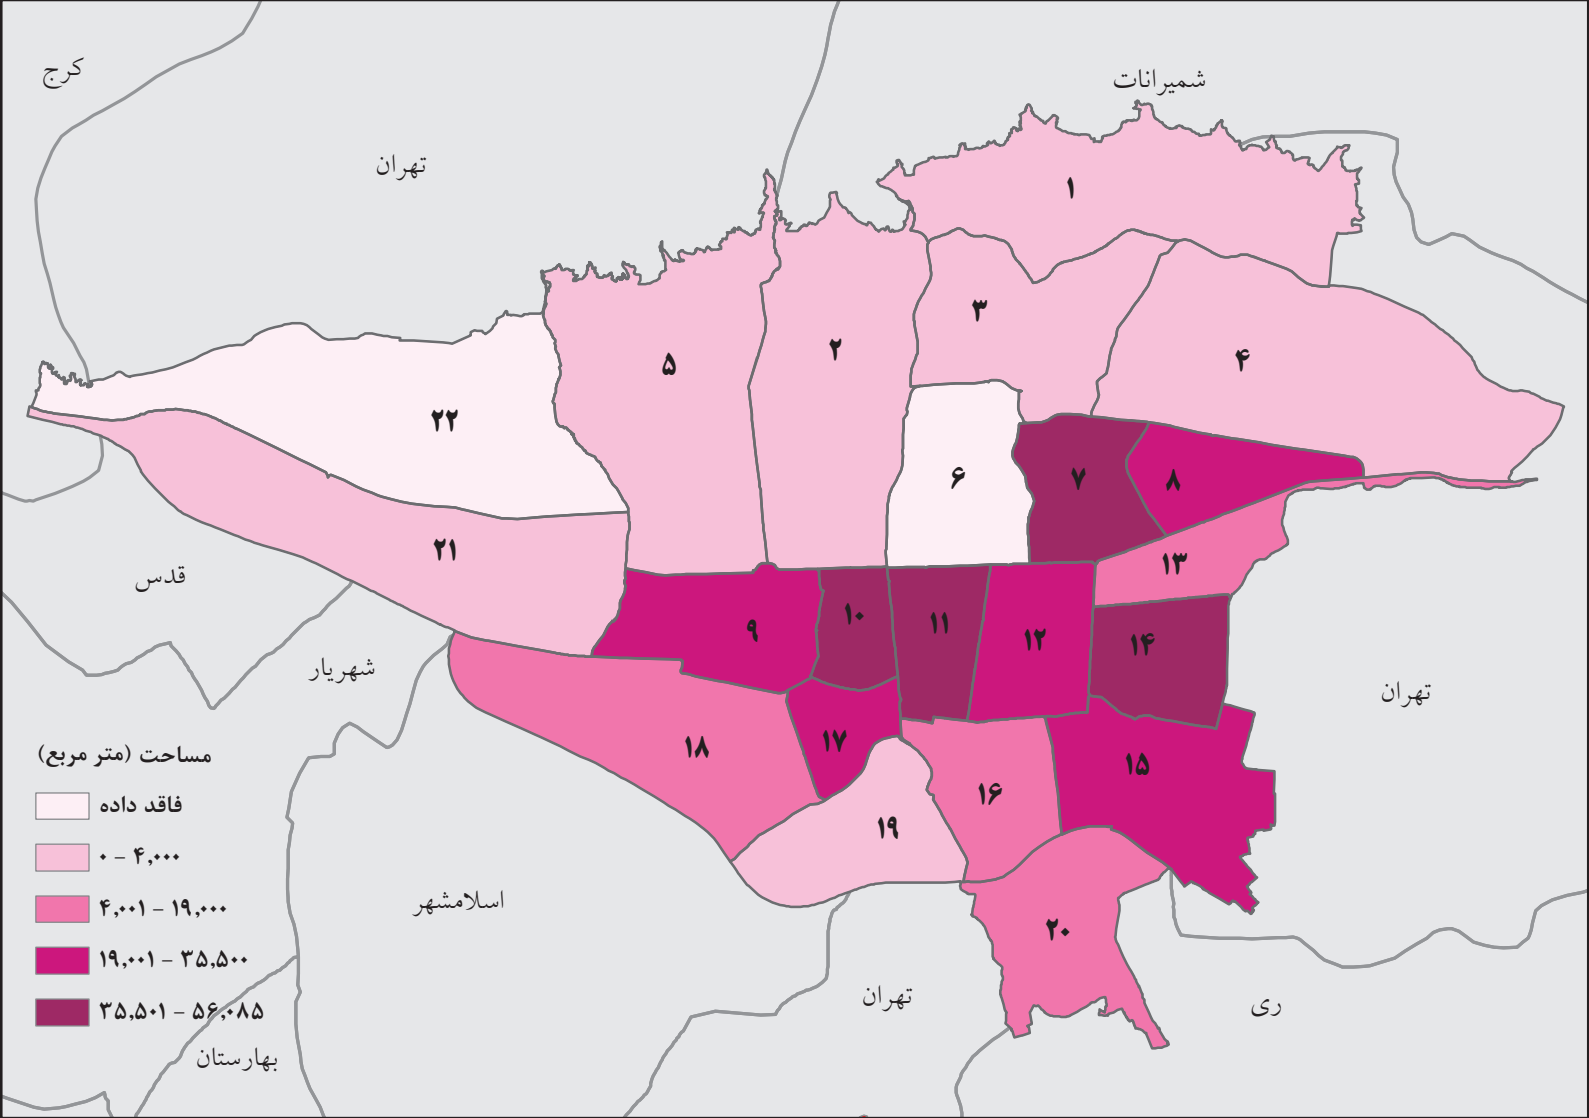 کرج
شمیرانات
تهران
۱
۳
۲
۴
۵
۲۲
۶
۷
۸
۲۱
۱۳
قدس
۱۰
۱۱
۹
۱۲
۱۴
شهریار
تهران
۱۸
۱۷
۱۵
۱۶
۱۹
مساحت (متر مربع)
فاقد داده
۰ – ۴,۰۰۰
۴,۰۰۱ – ۱۹,۰۰۰
۱۹,۰۰۱ – ۳۵,۵۰۰
۳۵,۵۰۱ – ۵۶,۰۸۵
اسلامشهر
۲۰
تهران
ری
بهارستان